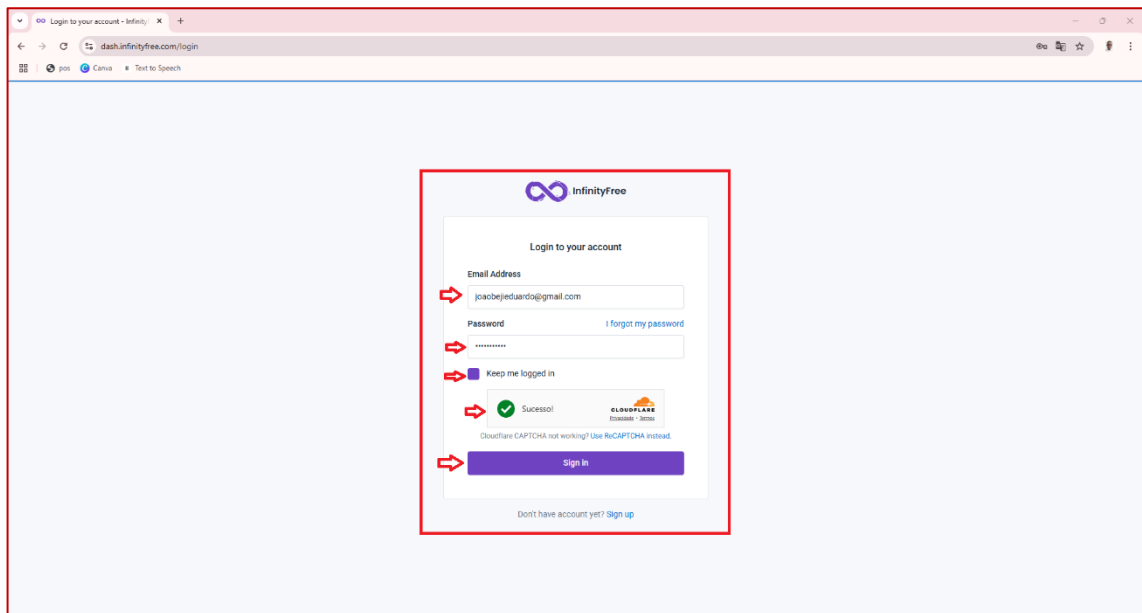 Login to your account - Infinity
dash.infinityfree.com/login
pos Canva Text to Speech
InfinityFree
Login to your account
Email Address
joaobejieduardo@gmail.com
Password I forgot my password
Keep me logged in
Sucesso! CLOUDFLARE
Privacidade • Termos
Cloudflare CAPTCHA not working? Use ReCAPTCHA instead.
Sign in
Don't have account yet? Sign up